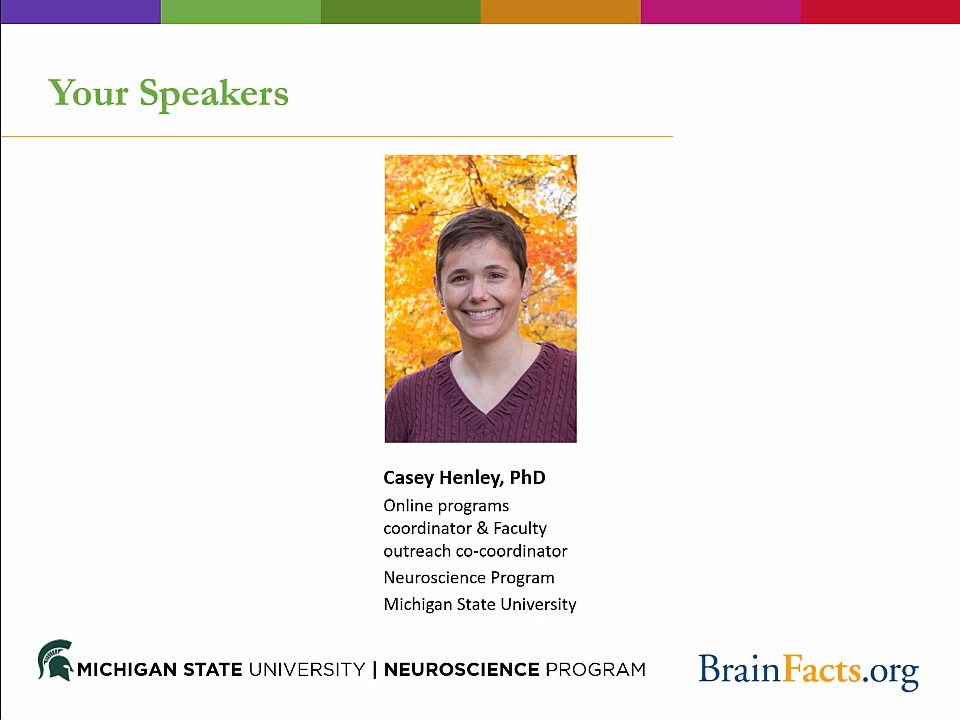 Your Speakers
Casey Henley, PhD
Online programs
coordinator & Faculty
outreach co-coordinator
Neuroscience Program
Michigan State University
MICHIGAN STATE UNIVERSITY | NEUROSCIENCE PROGRAM
BrainFacts.org